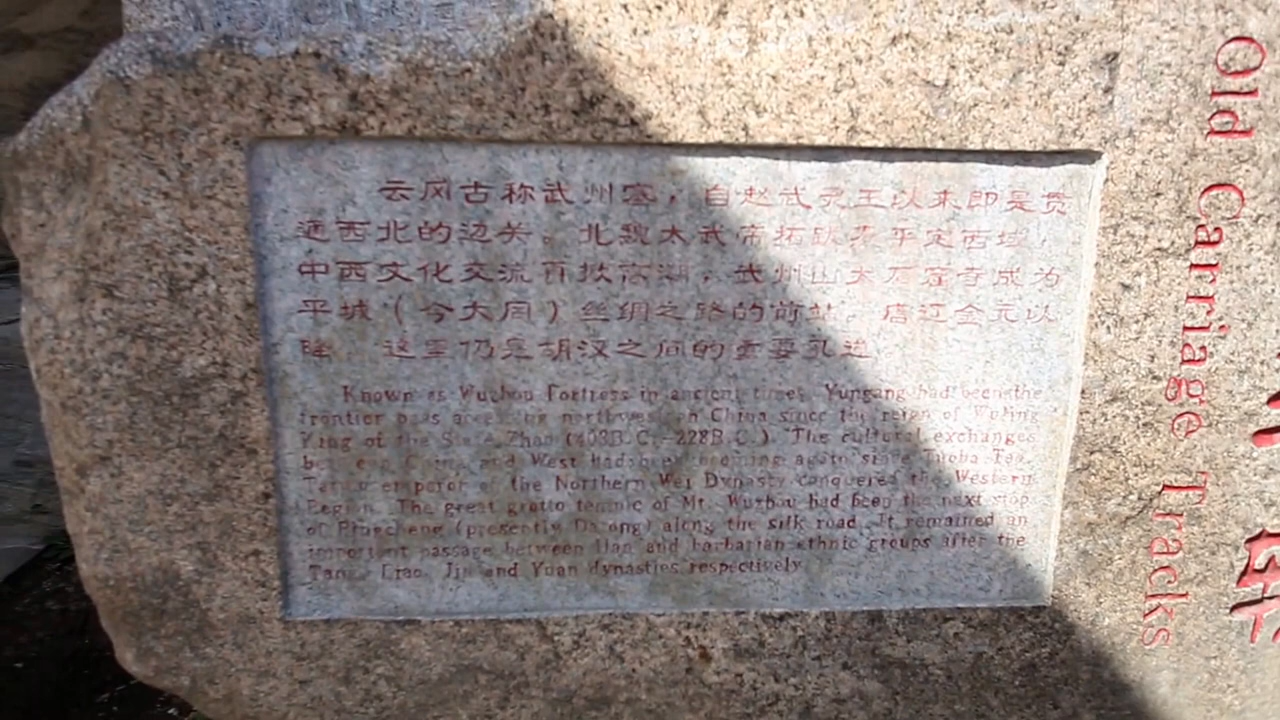 云冈古称武州塞，自赵武灵王以来即是贯
通西北的边关。北魏太武帝拓跋焘平定西域，
中西文化交流再掀高潮，武州山大石窟寺成为
平城（今大同）丝绸之路的前站。唐辽金元以
降 这里仍是胡汉之间的重要孔道
Known as Wuzhou Fortress in ancient times, Yungang had been the
frontier pass northwestern China since the reign of Wuling
King of the State Zhao (403B.C.-228B.C.). The cultural exchanges
and West had been booming again since Tuoba
emperor of the Northern Wei Dynasty conquered the Western
Region. The great grotto temple of Mt. Wuzhou had been the next stop
of Pingcheng (presently Datong) along the silk road. It remained an
important passage between Han and barbarian ethnic groups after the
Tang, Liao, Jin and Yuan dynasties respectively
Old Carriage Tracks